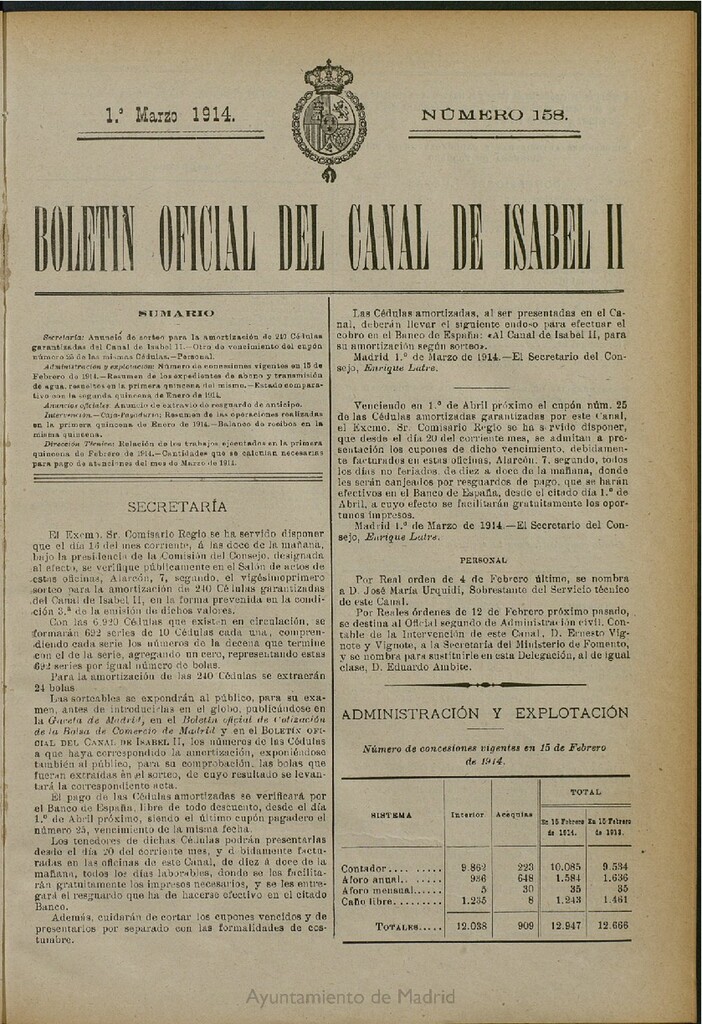 1.º Marzo 1914.
NÚMERO 158.
BOLETIN OFICIAL DEL CANAL DE ISABEL II
SUMARIO
Secretaría: Anuncio de sorteo para la amortización de 240 Cédulas
garantizadas del Canal de Isabel II.—Otro de vencimiento del cupón
número 25 de las mismas Cédulas.—Personal.
Administración y explotación: Número de concesiones vigentes en 15 de
Febrero de 1914.—Resumen de los expedientes de abono y transmisión
de agua, resueltos en la primera quincena del mismo.—Estado compara-
tivo con la segunda quincena de Enero de 1914.
Anuncios oficiales: Anuncio de extravío de resguardo de anticipo.
Intervención.—Caja-Pagaduría: Resumen de las operaciones realizadas
en la primera quincena de Enero de 1914.—Balance de recibos en la
misma quincena.
Dirección Técnica: Relación de los trabajos ejecutados en la primera
quincena de Febrero de 1914.—Cantidades que se calculan necesarias
para pago de atenciones del mes de Marzo de 1914.
SECRETARÍA
El Excmo. Sr. Comisario Regio se ha servido disponer
que el día 16 del mes corriente, á las doce de la mañana,
bajo la presidencia de la Comisión del Consejo, designada
al efecto, se verifique públicamente en el Salón de actos de
estas oficinas, Alarcón, 7, segundo, el vigésimoprimero
sorteo para la amortización de 240 Cédulas garantizadas
del Canal de Isabel II, en la forma prevenida en la condi-
ción 3.ª de la emisión de dichos valores.
Con las 6.920 Cédulas que existen en circulación, se
formarán 692 series de 10 Cédulas cada una, compren-
diendo cada serie los números de la decena que termine
con el de la serie, agregando un cero, representando estas
692 series por igual número de bolas.
Para la amortización de las 240 Cédulas se extraerán
24 bolas
Las sorteables se expondrán al público, para su exa-
men, antes de introducirlas en el globo, publicándose en
la Gaceta de Madrid, en el Boletín oficial de Cotización
de la Bolsa de Comercio de Madrid y en el BOLETÍN OFI-
CIAL DEL CANAL DE ISABEL II, los números de las Cédulas
a que haya correspondido la amortización, exponiéndose
también al público, para su comprobación, las bolas que
fueran extraídas en el sorteo, de cuyo resultado se levan-
tará la correspondiente acta.
El pago de las Cédulas amortizadas se verificará por
el Banco de España, libre de todo descuento, desde el día
1.º de Abril próximo, siendo el último cupón pagadero el
número 25, vencimiento de la misma fecha.
Los tenedores de dichas Cédulas podrán presentarlas
desde el día 20 del corriente mes, y debidamente factu-
radas en las oficinas de este Canal, de diez á doce de la
mañana, todos los días laborables, donde se les facilita-
rán gratuitamente los impresos necesarios, y se les entre-
gará el resguardo que ha de hacerse efectivo en el citado
Banco.
Además, cuidarán de cortar los cupones vencidos y de
presentarlos por separado con las formalidades de cos-
tumbre.
Las Cédulas amortizadas, al ser presentadas en el Ca-
nal, deberán llevar el siguiente endoso para efectuar el
cobro en el Banco de España: «Al Canal de Isabel II, para
su amortización según sorteo».
Madrid 1.º de Marzo de 1914.—El Secretario del Con-
sejo, Enrique Latre.
Venciendo en 1.º de Abril próximo el cupón núm. 25
de las Cédulas amortizadas garantizadas por este Canal,
el Excmo. Sr. Comisario Regio se ha servido disponer,
que desde el día 20 del corriente mes, se admitan a pre-
sentación los cupones de dicho vencimiento, debidamen-
te facturados en estas oficinas, Alarcón, 7, segundo, todos
los días no feriados, de diez a doce de la mañana, donde
les serán canjeados por resguardos de pago, que se harán
efectivos en el Banco de España, desde el citado día 1.º de
Abril, a cuyo efecto se facilitarán gratuitamente los opor-
tunos impresos.
Madrid 1.º de Marzo de 1914.—El Secretario del Con-
sejo, Enrique Latre.
PERSONAL
Por Real orden de 4 de Febrero último, se nombra
a D. José María Urquidi, Sobrestante del Servicio técnico
de este Canal.
Por Reales órdenes de 12 de Febrero próximo pasado,
se destina al Oficial segundo de Administración civil, Con-
table de la Intervención de este Canal, D. Ernesto Vig-
note y Vignote, a la Secretaría del Ministerio de Fomento,
y se nombra para sustituirle en esta Delegación, al de igual
clase, D. Eduardo Ambite.
ADMINISTRACIÓN Y EXPLOTACIÓN
Número de concesiones vigentes en 15 de Febrero
de 1914.
SISTEMA Interior Acequias TOTAL
En 15 Febrero de 1914. En 15 Febrero de 1913.
Contador.... 9.862 223 10.085 9.534
Aforo anual.... 936 648 1.584 1.636
Aforo mensual..... 5 30 35 35
Caño libre....... 1.235 8 1.243 1.461
TOTALES..... 12.038 909 12.947 12.666
Ayuntamiento de Madrid